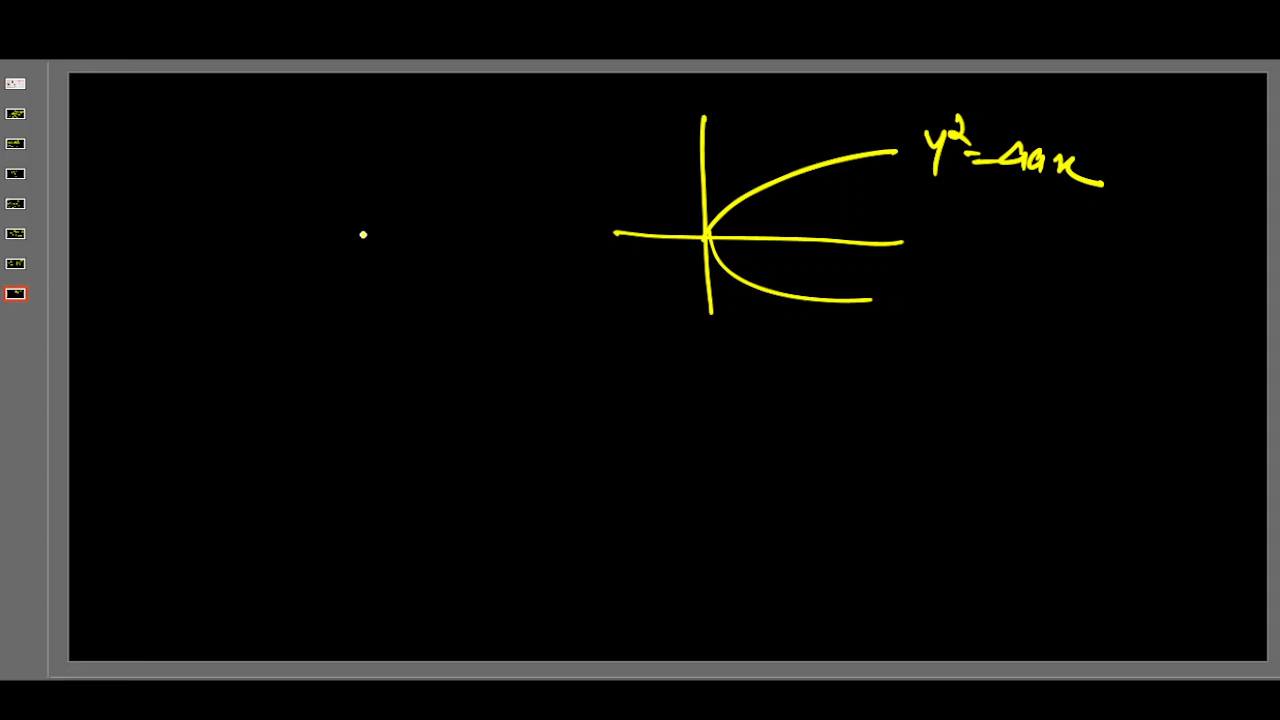 y² = 4ax